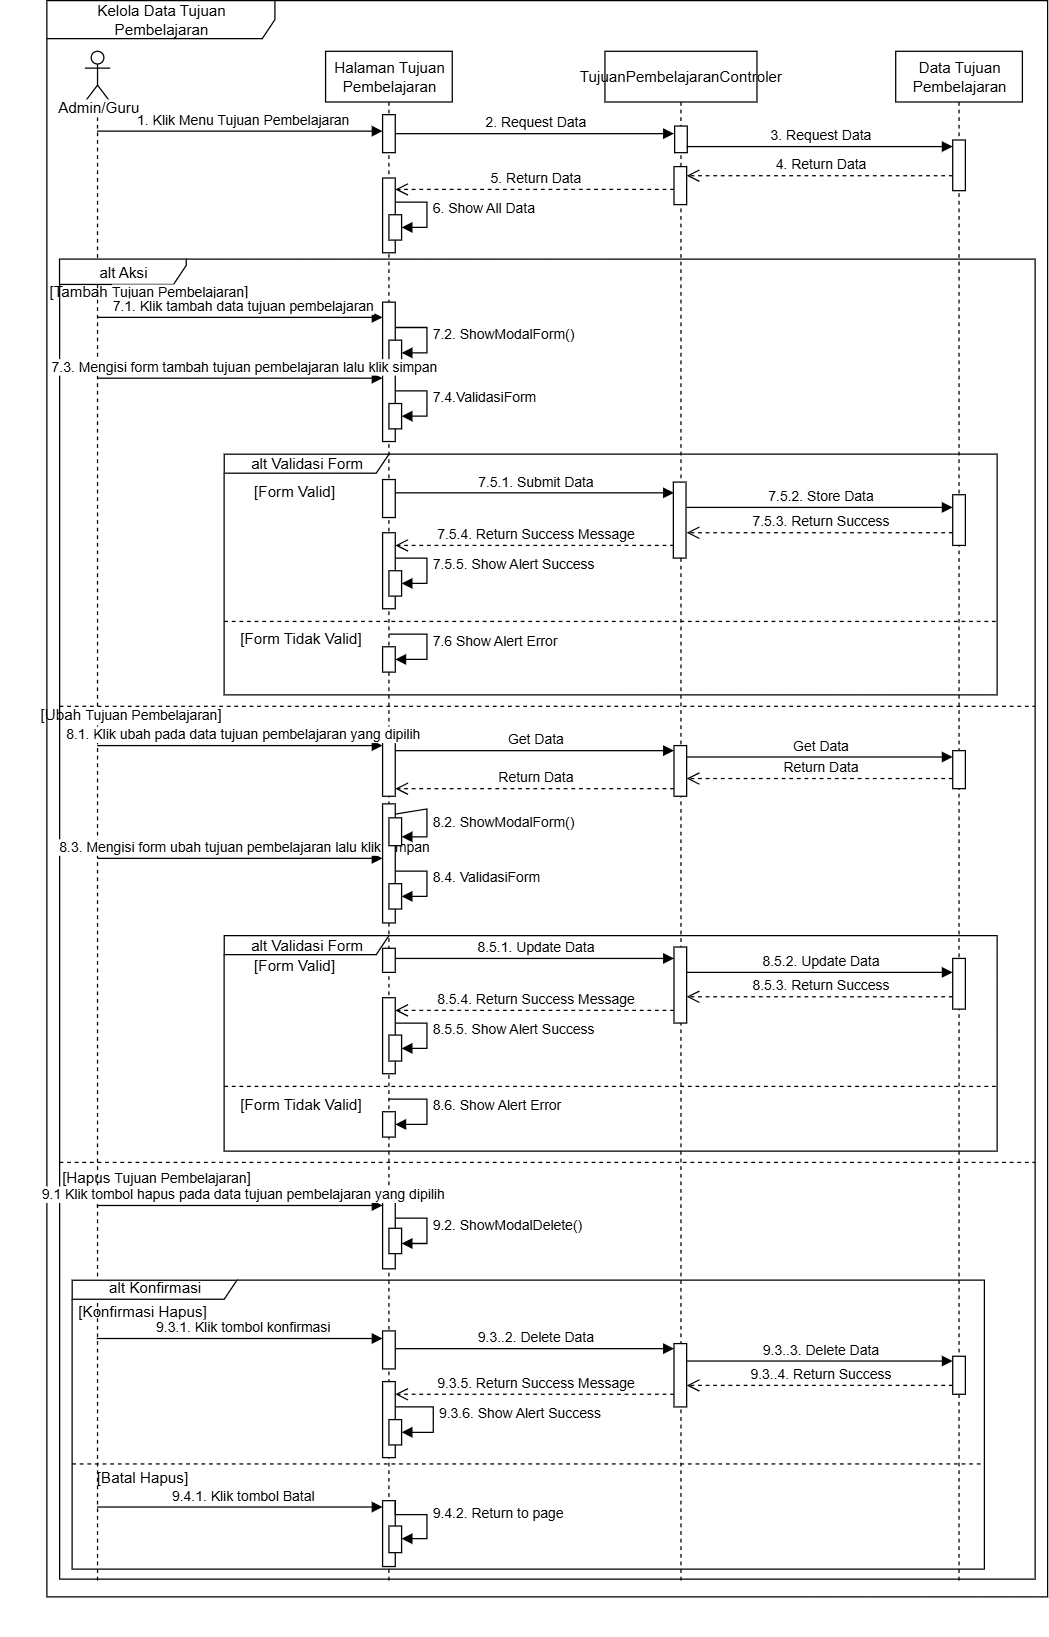 Kelola Data Tujuan
Pembelajaran
Admin/Guru
Halaman Tujuan
Pembelajaran
TujuanPembelajaranControler
Data Tujuan
Pembelajaran
1. Klik Menu Tujuan Pembelajaran
2. Request Data
3. Request Data
4. Return Data
5. Return Data
6. Show All Data
alt Aksi
[Tambah Tujuan Pembelajaran]
7.1. Klik tambah data tujuan pembelajaran
7.2. ShowModalForm()
7.3. Mengisi form tambah tujuan pembelajaran lalu klik simpan
7.4.ValidasiForm
alt Validasi Form
[Form Valid]
7.5.1. Submit Data
7.5.2. Store Data
7.5.3. Return Success
7.5.4. Return Success Message
7.5.5. Show Alert Success
[Form Tidak Valid]
7.6 Show Alert Error
[Ubah Tujuan Pembelajaran]
8.1. Klik ubah pada data tujuan pembelajaran yang dipilih
Get Data
Get Data
Return Data
Return Data
8.2. ShowModalForm()
8.3. Mengisi form ubah tujuan pembelajaran lalu klik
8.4. ValidasiForm
alt Validasi Form
[Form Valid]
8.5.1. Update Data
8.5.2. Update Data
8.5.3. Return Success
8.5.4. Return Success Message
8.5.5. Show Alert Success
[Form Tidak Valid]
8.6. Show Alert Error
[Hapus Tujuan Pembelajaran]
9.1 Klik tombol hapus pada data tujuan pembelajaran yang dipilih
9.2. ShowModalDelete()
alt Konfirmasi
[Konfirmasi Hapus]
9.3.1. Klik tombol konfirmasi
9.3..2. Delete Data
9.3..3. Delete Data
9.3..4. Return Success
9.3.5. Return Success Message
9.3.6. Show Alert Success
[Batal Hapus]
9.4.1. Klik tombol Batal
9.4.2. Return to page